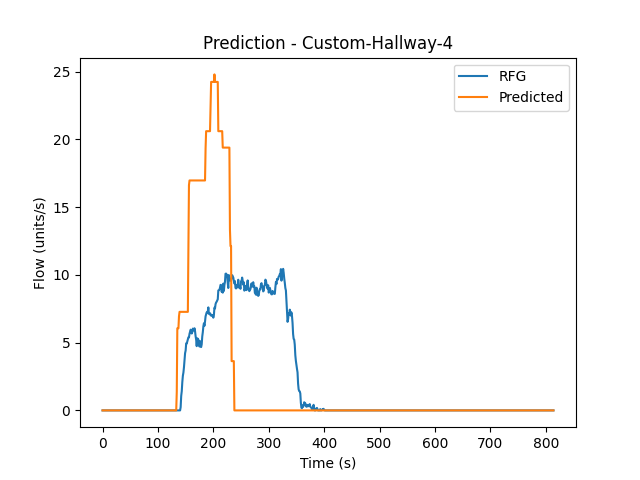 Prediction - Custom-Hallway-4
RFG
Predicted
Flow (units/s)
25
20
15
10
5
0
0 100 200 300 400 500 600 700 800
Time (s)